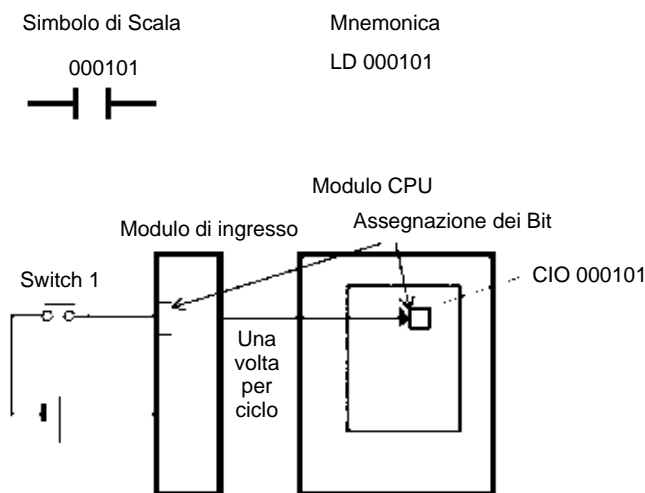 Simbolo di Scala
Mnemonica
000101
LD 000101
Modulo CPU
Modulo di ingresso
Assegnazione dei Bit
Switch 1
CIO 000101
Una
volta
per
ciclo